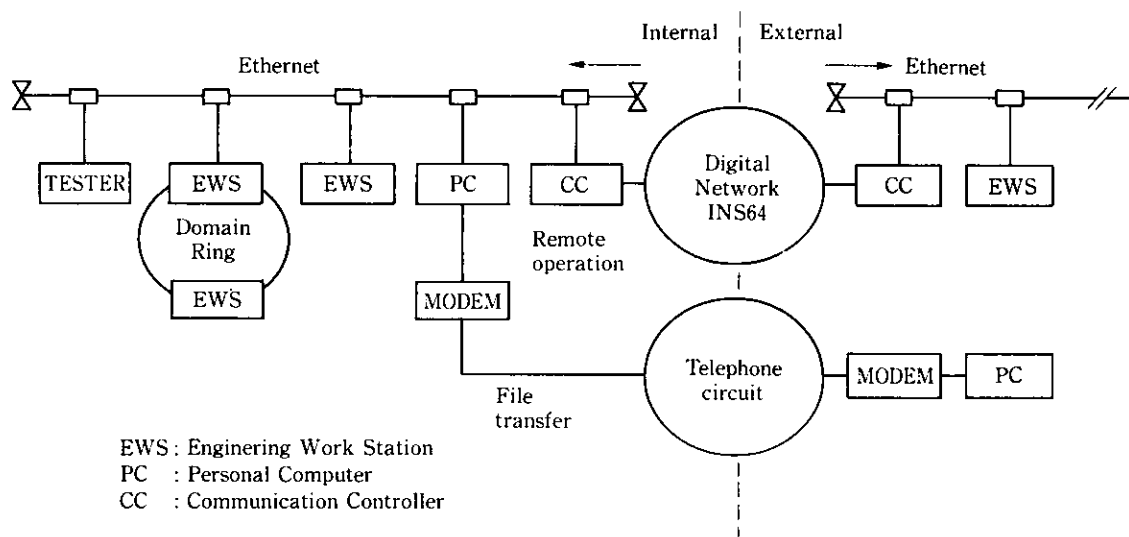 Internal
External
Ethernet
Ethernet
TESTER
EWS
EWS
PC
CC
Digital
Network
INS64
CC
EWS
Domain
Ring
Remote
operation
EWS
MODEM
Telephone
circuit
MODEM
PC
File
transfer
EWS : Enginering Work Station
PC : Personal Computer
CC : Communication Controller